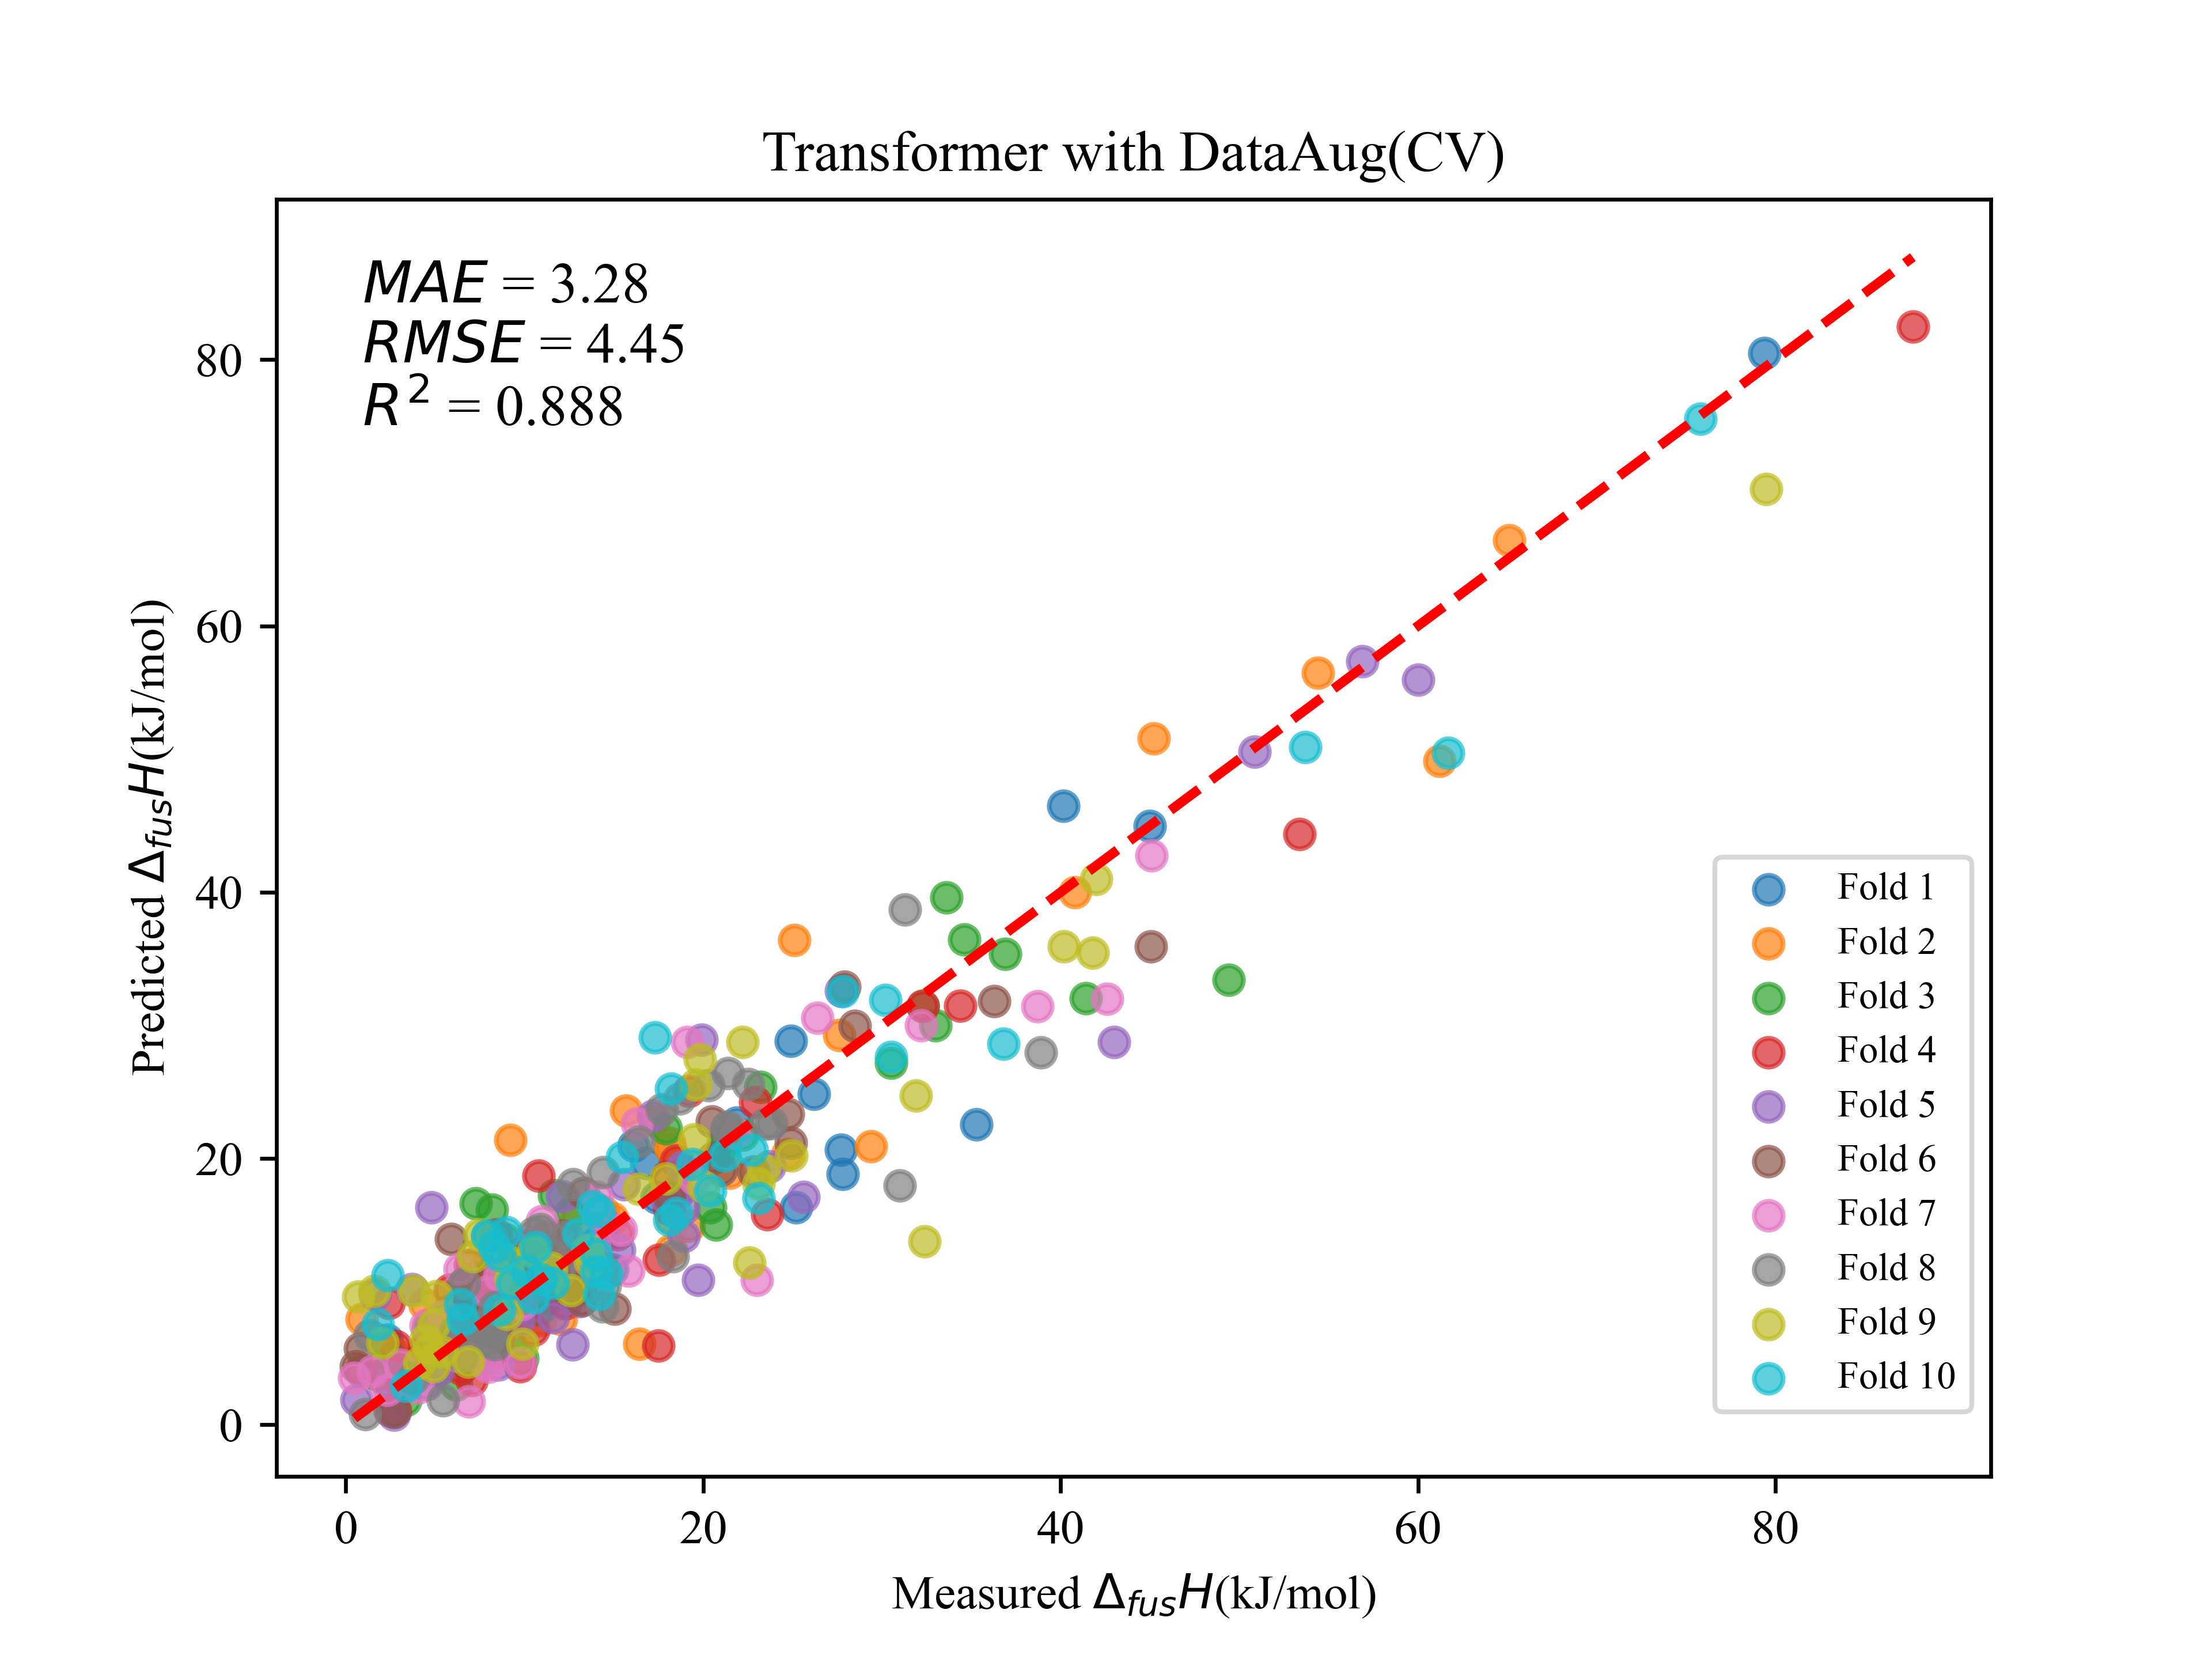 Transformer with DataAug(CV)
MAE = 3.28
RMSE = 4.45
R² = 0.888
80
60
40
20
0
Predicted Δ_fusH(kJ/mol)
Fold 1
Fold 2
Fold 3
Fold 4
Fold 5
Fold 6
Fold 7
Fold 8
Fold 9
Fold 10
0 20 40 60 80
Measured Δ_fusH(kJ/mol)